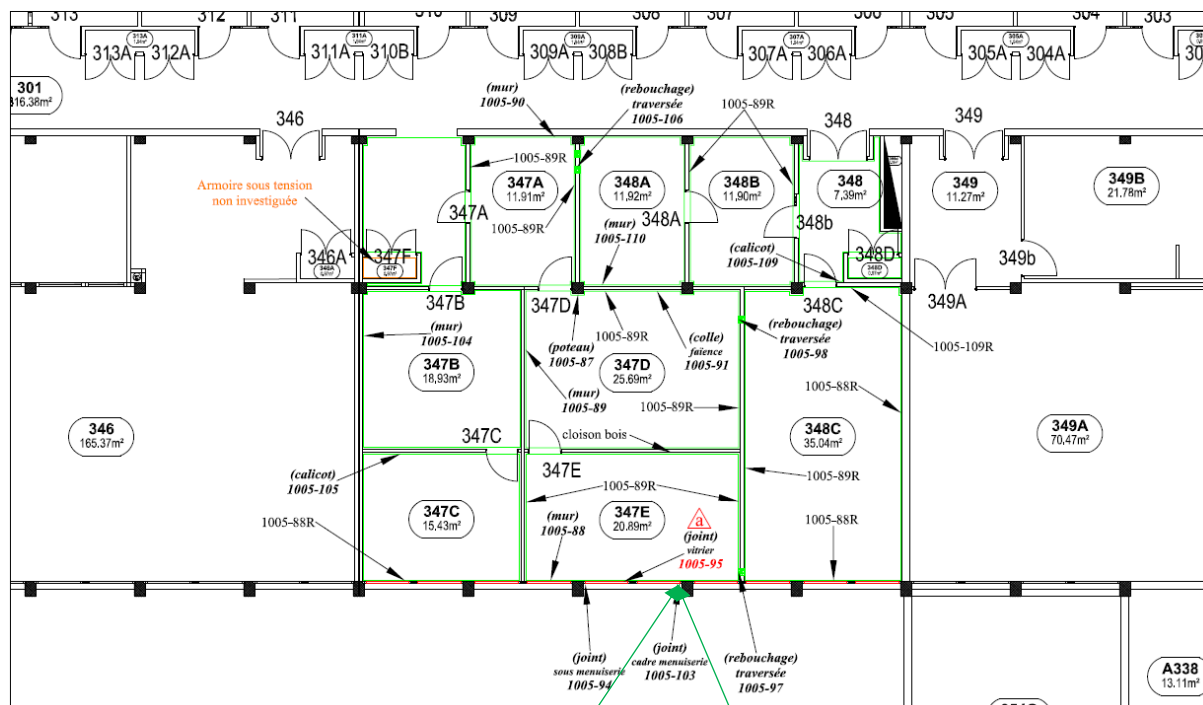 313 312 311 310 309 308 307 306 305 304 303
313A
311A
309A
307A
305A
313A 312A 311A 310B 309A 308B 307A 306A 305A 304A
301
316.38m²
(mur)
1005-90
(rebouchage)
traversée
1005-106
1005-89R
346
348
349
Armoire sous tension
non investiguée
1005-89R
347A
11,91m²
348A
11,92m²
348B
11,90m²
348
7,39m²
349
11.27m²
349B
21.78m²
347A
348A
348b
1005-89R
(mur)
1005-110
(calicot)
1005-109
346A
347F
347F
348D
348D
349b
347B
347D
348C
349A
(mur)
1005-104
1005-89R
(poteau)
1005-87
(colle)
faïence
1005-91
(rebouchage)
traversée
1005-98
1005-109R
347B
18,93m²
347D
25.69m²
(mur)
1005-89
1005-88R
1005-89R
346
165.37m²
347C
cloison bois
348C
35.04m²
349A
70,47m²
(calicot)
1005-105
347E
1005-89R
1005-89R
347C
15,43m²
(mur)
1005-88
347E
20.89m²
a
(joint)
vitrier
1005-95
1005-88R
1005-88R
(joint)
sous menuiserie
1005-94
(joint)
cadre menuiserie
1005-103
(rebouchage)
traversée
1005-97
A338
13.11m²